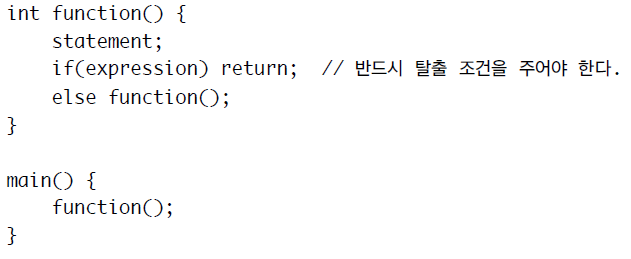 int function() {
    statement;
    if(expression) return;  // 반드시 탈출 조건을 주어야 한다.
    else function();
}

main() {
    function();
}